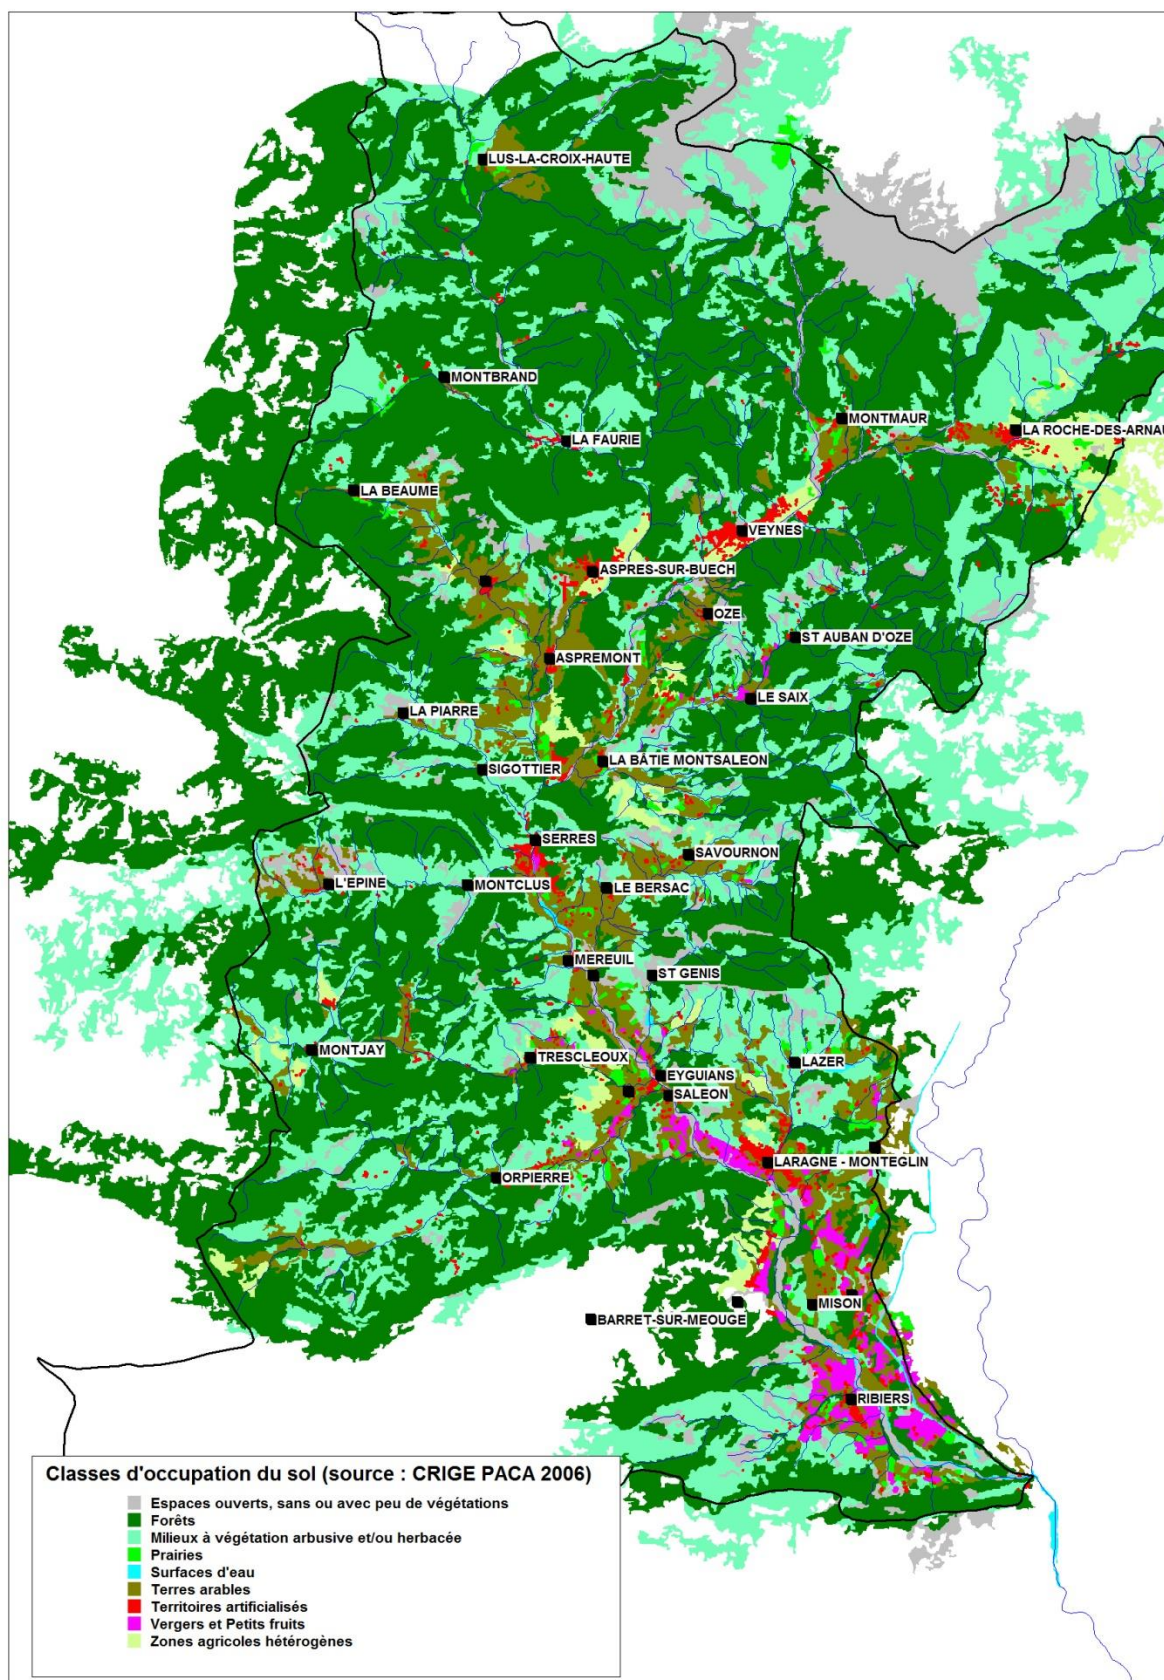 LUS-LA-CROIX-HAUTE
MONTBRAND
MONTMAUR
LA ROCHE-DES-ARNAU
LA FAURIE
LA BEAUME
VEYNES
ASPRES-SUR-BUECH
OZE
ST AUBAN D'OZE
ASPREMONT
LE SAIX
LA PIARRE
LA BÂTIE MONTSALEON
SIGOTTIER
SERRES
SAVOURNON
L'EPINE
MONTCLUS
LE BERSAC
MEREUIL
ST GENIS
MONTJAY
TRESCLEOUX
LAZER
EYGUIANS
SALEON
LARAGNE - MONTEGLIN
ORPIERRE
MISON
BARRET-SUR-MEOUGE
RIBIERS
Classes d'occupation du sol (source : CRIGE PACA 2006)
Espaces ouverts, sans ou avec peu de végétations
Forêts
Milieux à végétation arbusive et/ou herbacée
Prairies
Surfaces d'eau
Terres arables
Territoires artificialisés
Vergers et Petits fruits
Zones agricoles hétérogènes